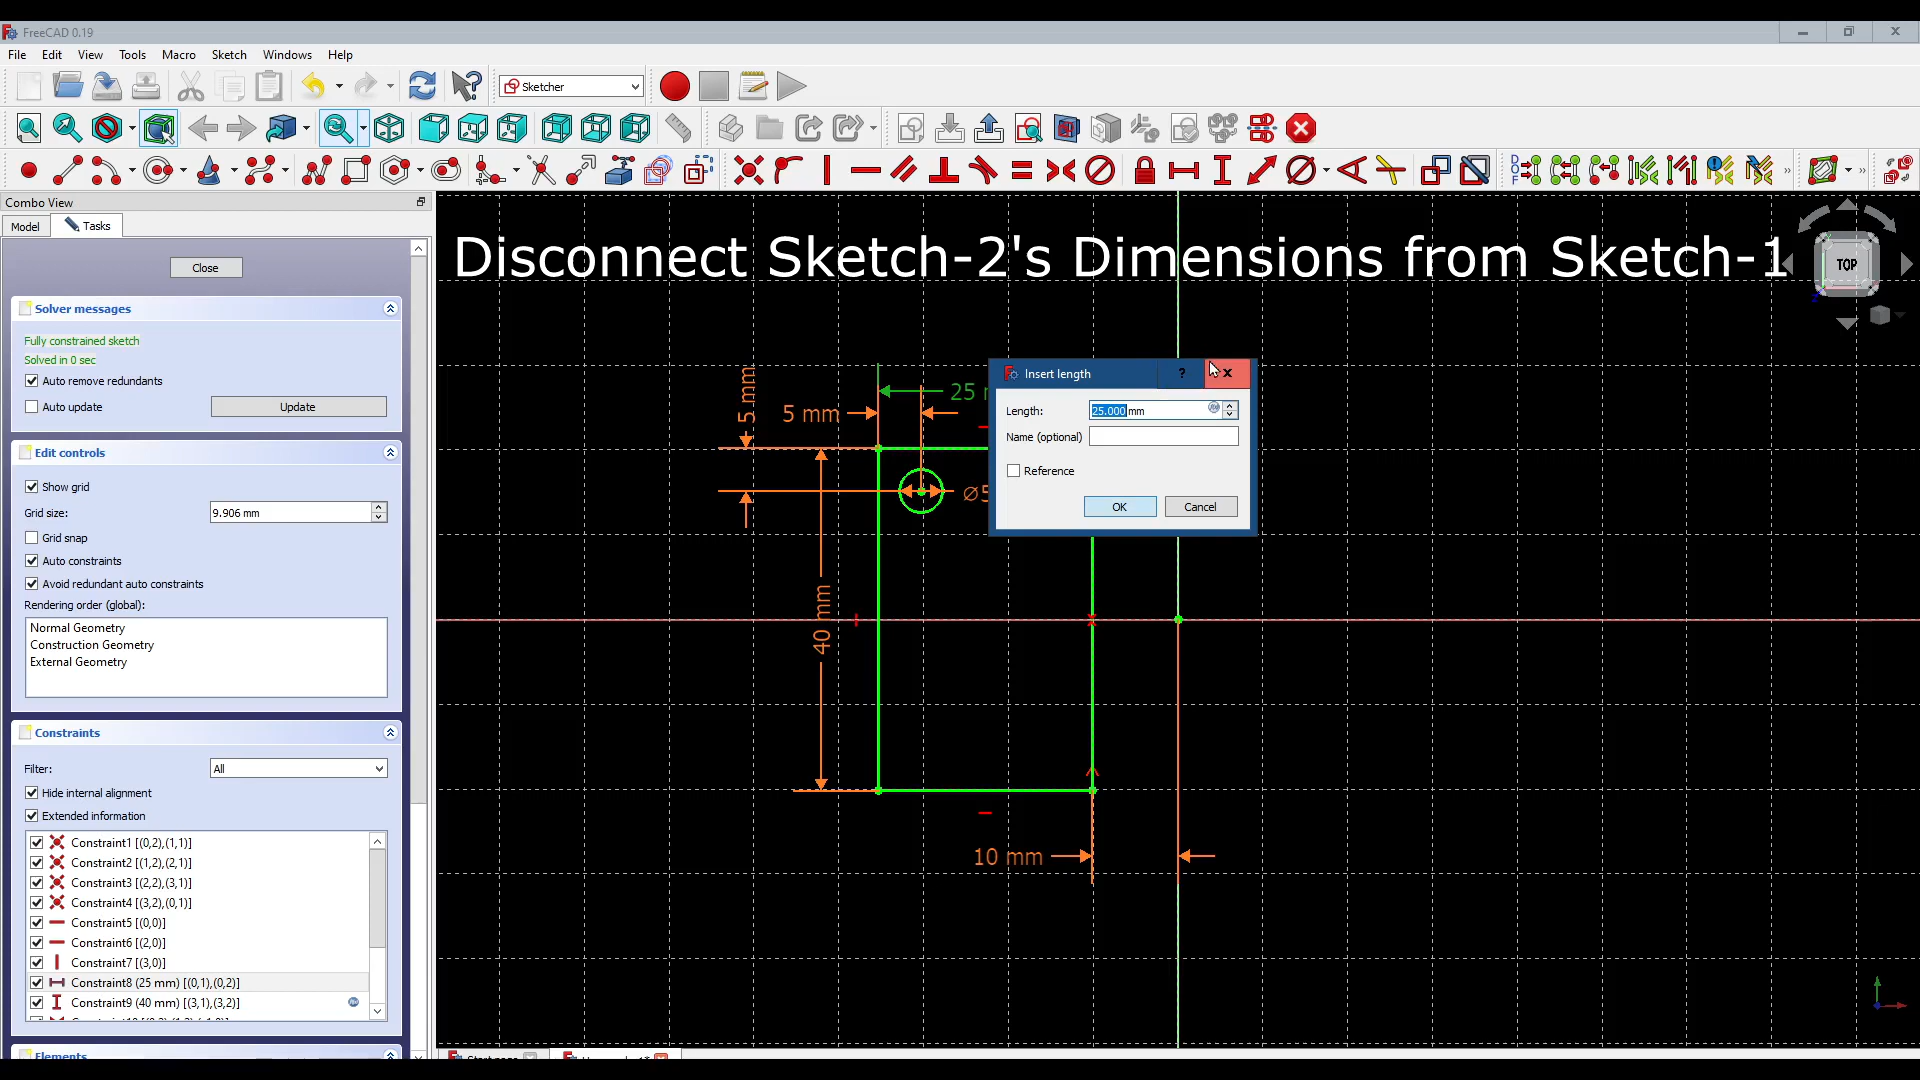 FreeCAD 0.19
File Edit View Tools Macro Sketch Windows Help
Sketcher
Combo View
Model Tasks
Close
Solver messages
Fully constrained sketch
Solved in 0 sec
Auto remove redundants
Auto update Update
Edit controls
Show grid
Grid size: 9.906 mm
Grid snap
Auto constraints
Avoid redundant auto constraints
Rendering order (global):
Normal Geometry
Construction Geometry
External Geometry
Constraints
Filter: All
Hide internal alignment
Extended information
Constraint1 [(0,2),(1,1)]
Constraint2 [(1,2),(2,1)]
Constraint3 [(2,2),(3,1)]
Constraint4 [(3,2),(0,1)]
Constraint5 [(0,0)]
Constraint6 [(2,0)]
Constraint7 [(3,0)]
Constraint8 (25 mm) [(0,1),(0,2)]
Constraint9 (40 mm) [(3,1),(3,2)]
Elements
Disconnect Sketch-2's Dimensions from Sketch-1
TOP
25
5 mm
5 mm
⌀5
40 mm
10 mm
Insert length
? x
Length: 25.000 mm
Name (optional)
Reference
OK Cancel